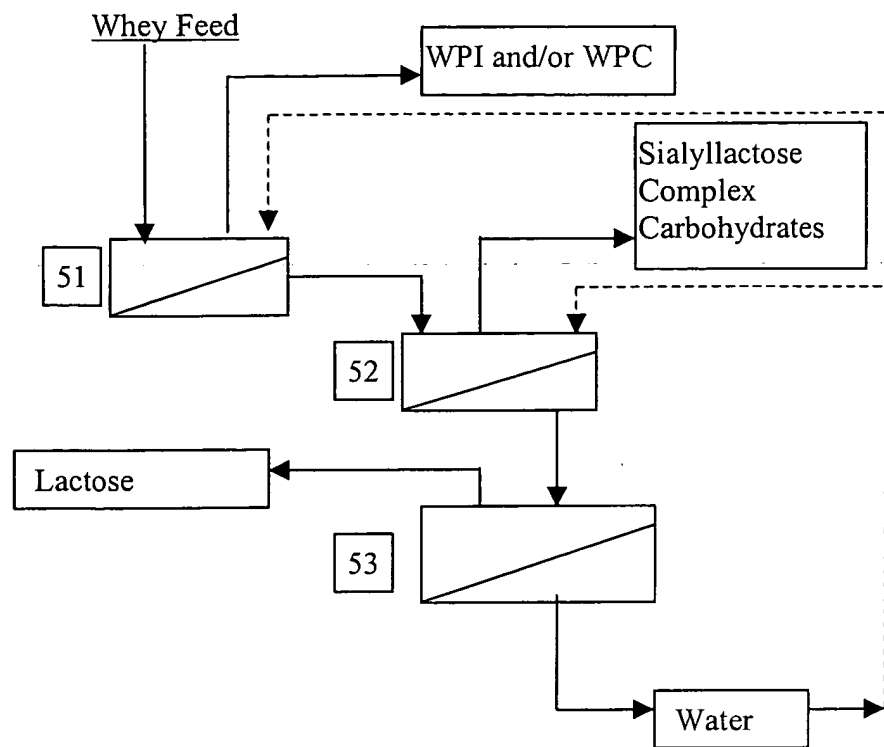 Whey Feed
WPI and/or WPC
Sialyllactose
Complex
Carbohydrates
51
52
Lactose
53
Water